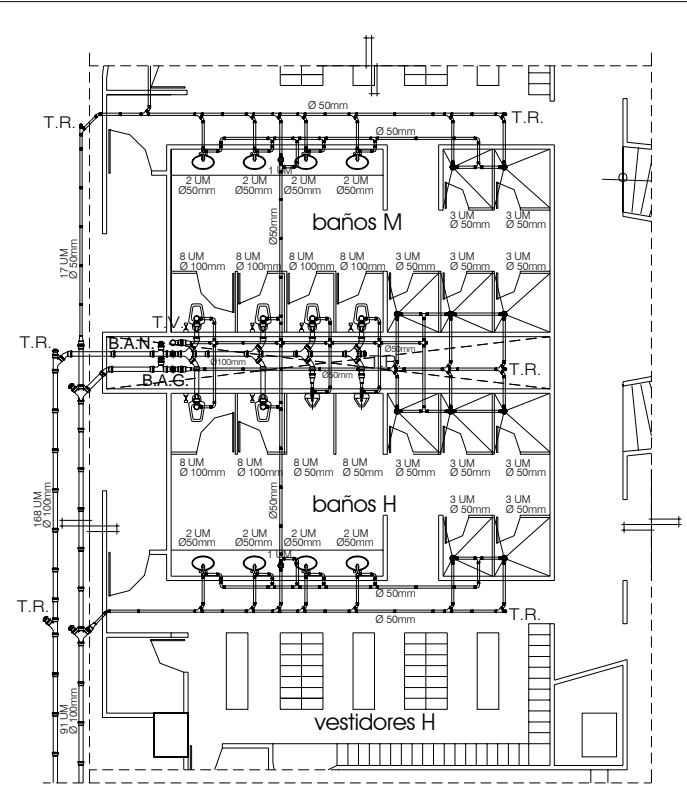 Ø 50mm
T.R.
T.R.
Ø 50mm
1 UM
2 UM
Ø50mm
2 UM
Ø50mm
2 UM
Ø50mm
2 UM
Ø50mm
Ø50mm
baños M
3 UM
Ø 50mm
3 UM
Ø 50mm
17 UM
Ø 50mm
8 UM
Ø 100mm
8 UM
Ø 100mm
8 UM
Ø 100mm
8 UM
Ø 100mm
3 UM
Ø 50mm
3 UM
Ø 50mm
3 UM
Ø 50mm
T.V.
T.R.
B.A.N.
Ø100mm
Ø50mm
T.R.
B.A.G.
Ø50mm
8 UM
Ø 100mm
8 UM
Ø 100mm
8 UM
Ø 50mm
8 UM
Ø 50mm
3 UM
Ø 50mm
3 UM
Ø 50mm
3 UM
Ø 50mm
Ø50mm
baños H
3 UM
Ø 50mm
3 UM
Ø 50mm
168 UM
Ø 100mm
2 UM
Ø50mm
2 UM
Ø50mm
2 UM
Ø50mm
2 UM
Ø50mm
1 UM
Ø 50mm
T.R.
T.R.
Ø 50mm
91 UM
Ø 100mm
vestidores H